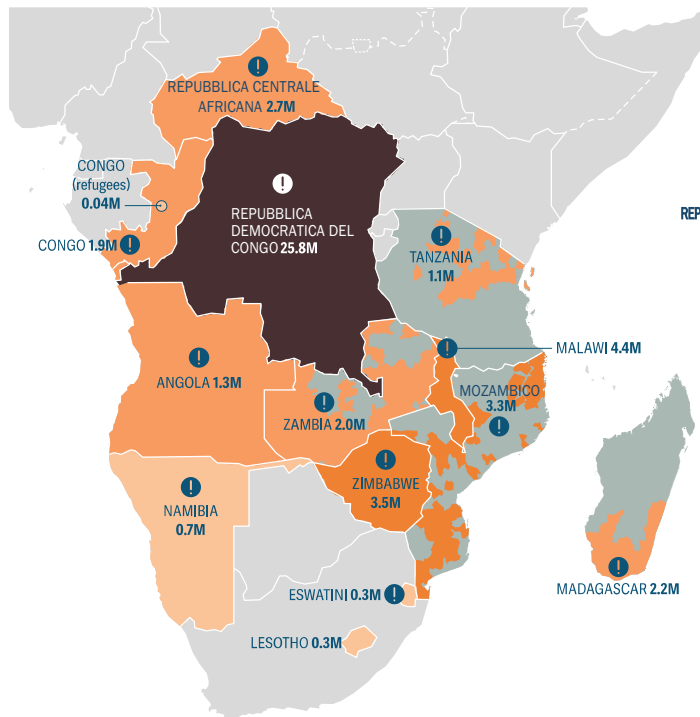 REPUBBLICA CENTRALE
AFRICANA 2.7M
CONGO
(refugees)
0.04M
REPUBBLICA
DEMOCRATICA DEL
CONGO 25.8M
REP
CONGO 1.9M
TANZANIA
1.1M
MALAWI 4.4M
ANGOLA 1.3M
MOZAMBICO
3.3M
ZAMBIA 2.0M
ZIMBABWE
3.5M
NAMIBIA
0.7M
MADAGASCAR 2.2M
ESWATINI 0.3M
LESOTHO 0.3M